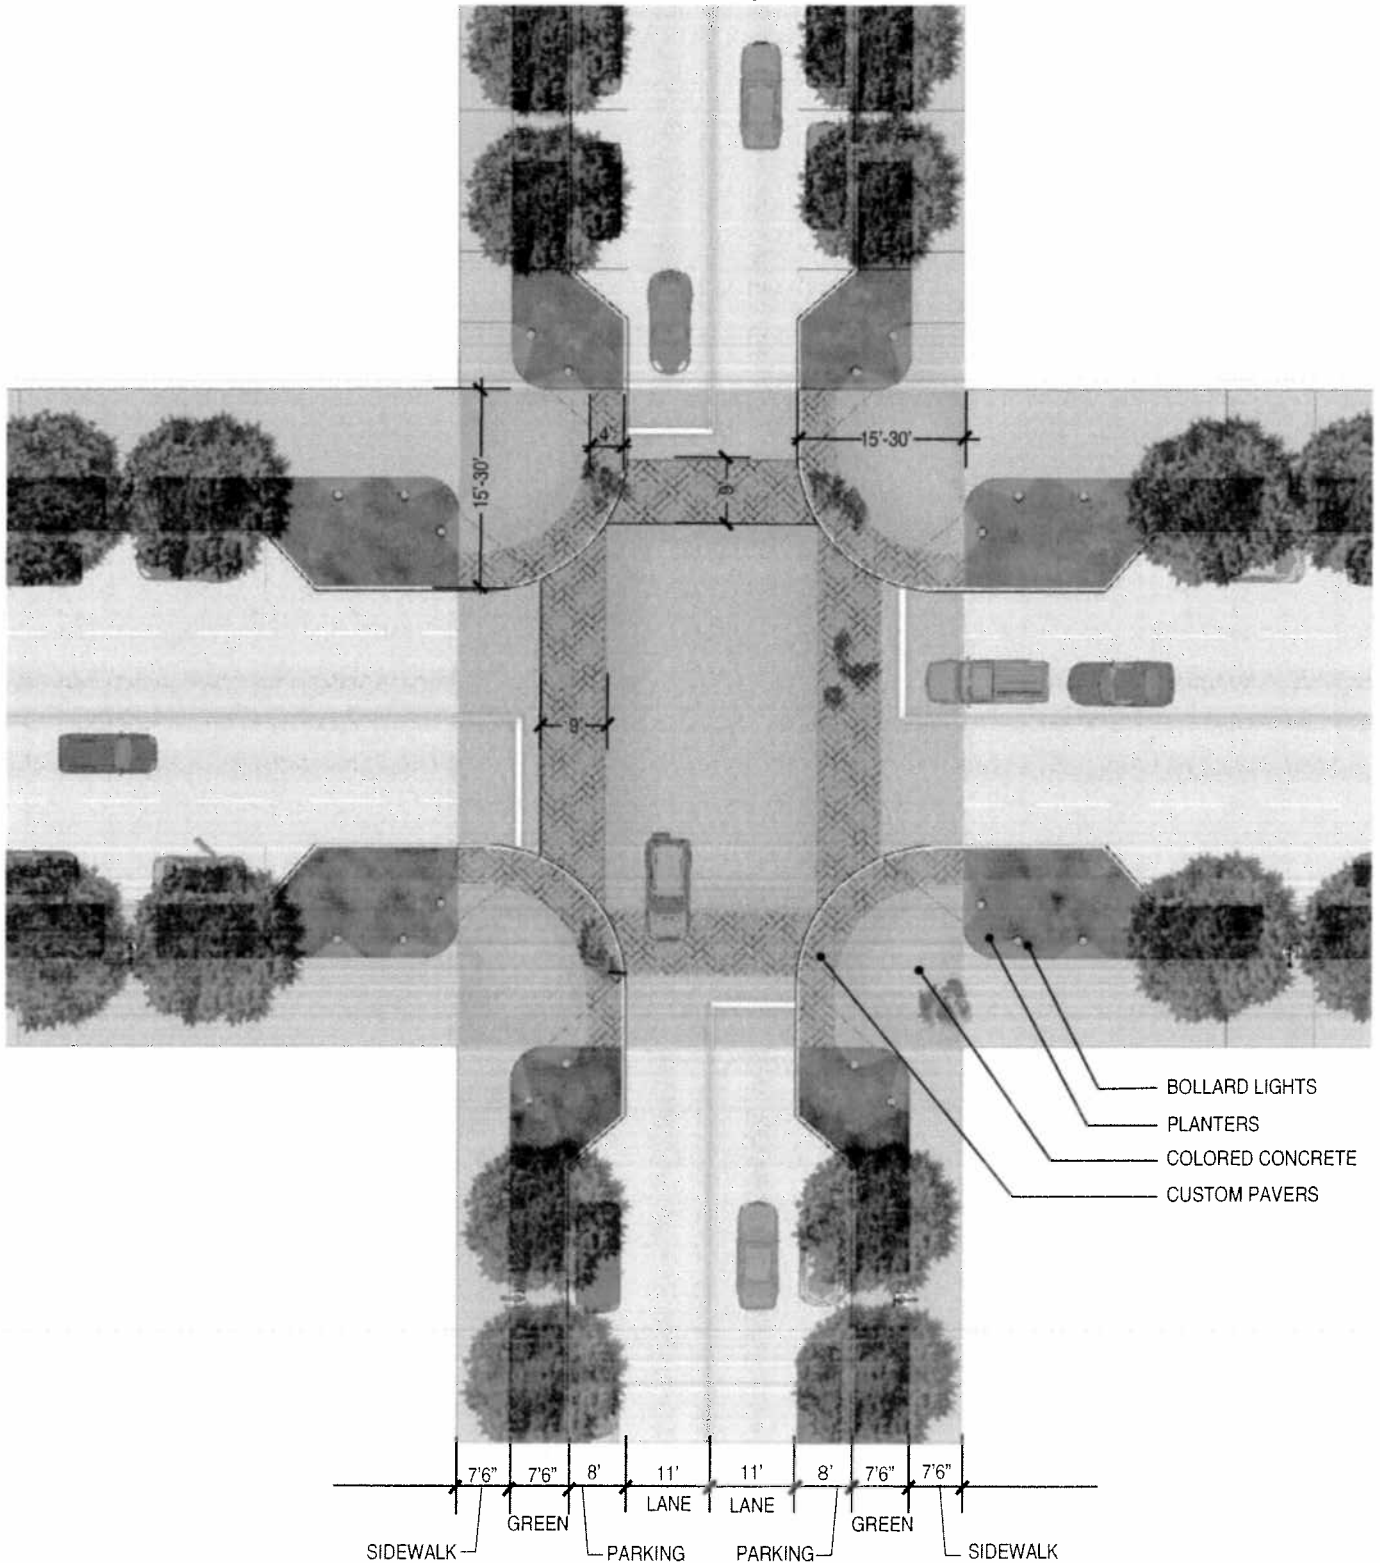 4'
15'-30'
15'-30'
9'
BOLLARD LIGHTS
PLANTERS
COLORED CONCRETE
CUSTOM PAVERS
7'6" 7'6" 8' 11' 11' 8' 7'6" 7'6"
LANE LANE
GREEN GREEN
SIDEWALK PARKING PARKING SIDEWALK